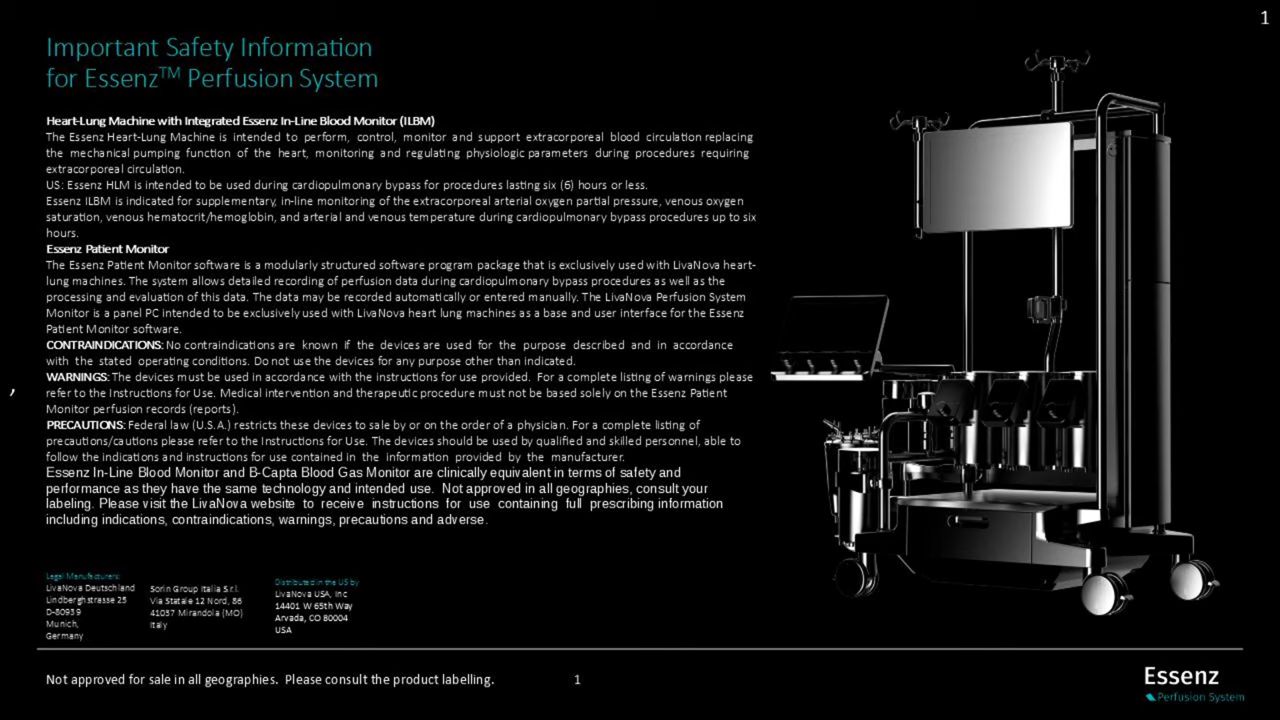 1
Important Safety Information
for Essenz™ Perfusion System
Heart-Lung Machine with Integrated Essenz In-Line Blood Monitor (ILBM)
The Essenz Heart-Lung Machine is intended to perform, control, monitor and support extracorporeal blood circulation replacing
the mechanical pumping function of the heart, monitoring and regulating physiologic parameters during procedures requiring
extracorporeal circulation.
US: Essenz HLM is intended to be used during cardiopulmonary bypass for procedures lasting six (6) hours or less.
Essenz ILBM is indicated for supplementary, in-line monitoring of the extracorporeal arterial oxygen partial pressure, venous oxygen
saturation, venous hematocrit/hemoglobin, and arterial and venous temperature during cardiopulmonary bypass procedures up to six
hours.
Essenz Patient Monitor
The Essenz Patient Monitor software is a modularly structured software program package that is exclusively used with LivaNova heart-
lung machines. The system allows detailed recording of perfusion data during cardiopulmonary bypass procedures as well as the
processing and evaluation of this data. The data may be recorded automatically or entered manually. The LivaNova Perfusion System
Monitor is a panel PC intended to be exclusively used with LivaNova heart lung machines as a base and user interface for the Essenz
Patient Monitor software.
CONTRAINDICATIONS: No contraindications are known if the devices are used for the purpose described and in accordance
with the stated operating conditions. Do not use the devices for any purpose other than indicated.
,
WARNINGS: The devices must be used in accordance with the instructions for use provided. For a complete listing of warnings please
refer to the Instructions for Use. Medical intervention and therapeutic procedure must not be based solely on the Essenz Patient
Monitor perfusion records (reports).
PRECAUTIONS: Federal law (U.S.A.) restricts these devices to sale by or on the order of a physician. For a complete listing of
precautions/cautions please refer to the Instructions for Use. The devices should be used by qualified and skilled personnel, able to
follow the indications and instructions for use contained in the information provided by the manufacturer.
Essenz In-Line Blood Monitor and B-Capta Blood Gas Monitor are clinically equivalent in terms of safety and
performance as they have the same technology and intended use. Not approved in all geographies, consult your
labeling. Please visit the LivaNova website to receive instructions for use containing full prescribing information
including indications, contraindications, warnings, precautions and adverse.
Legal Manufacturers:
LivaNova Deutschland
Lindberghstrasse 25
D-80939
Munich,
Germany
Sorin Group Italia S.r.l.
Via Statale 12 Nord, 86
41037 Mirandola (MO)
Italy
Distributed in the US by
LivaNova USA, Inc
14401 W 65th Way
Arvada, CO 80004
USA
Not approved for sale in all geographies. Please consult the product labelling.
1
Essenz
Perfusion System